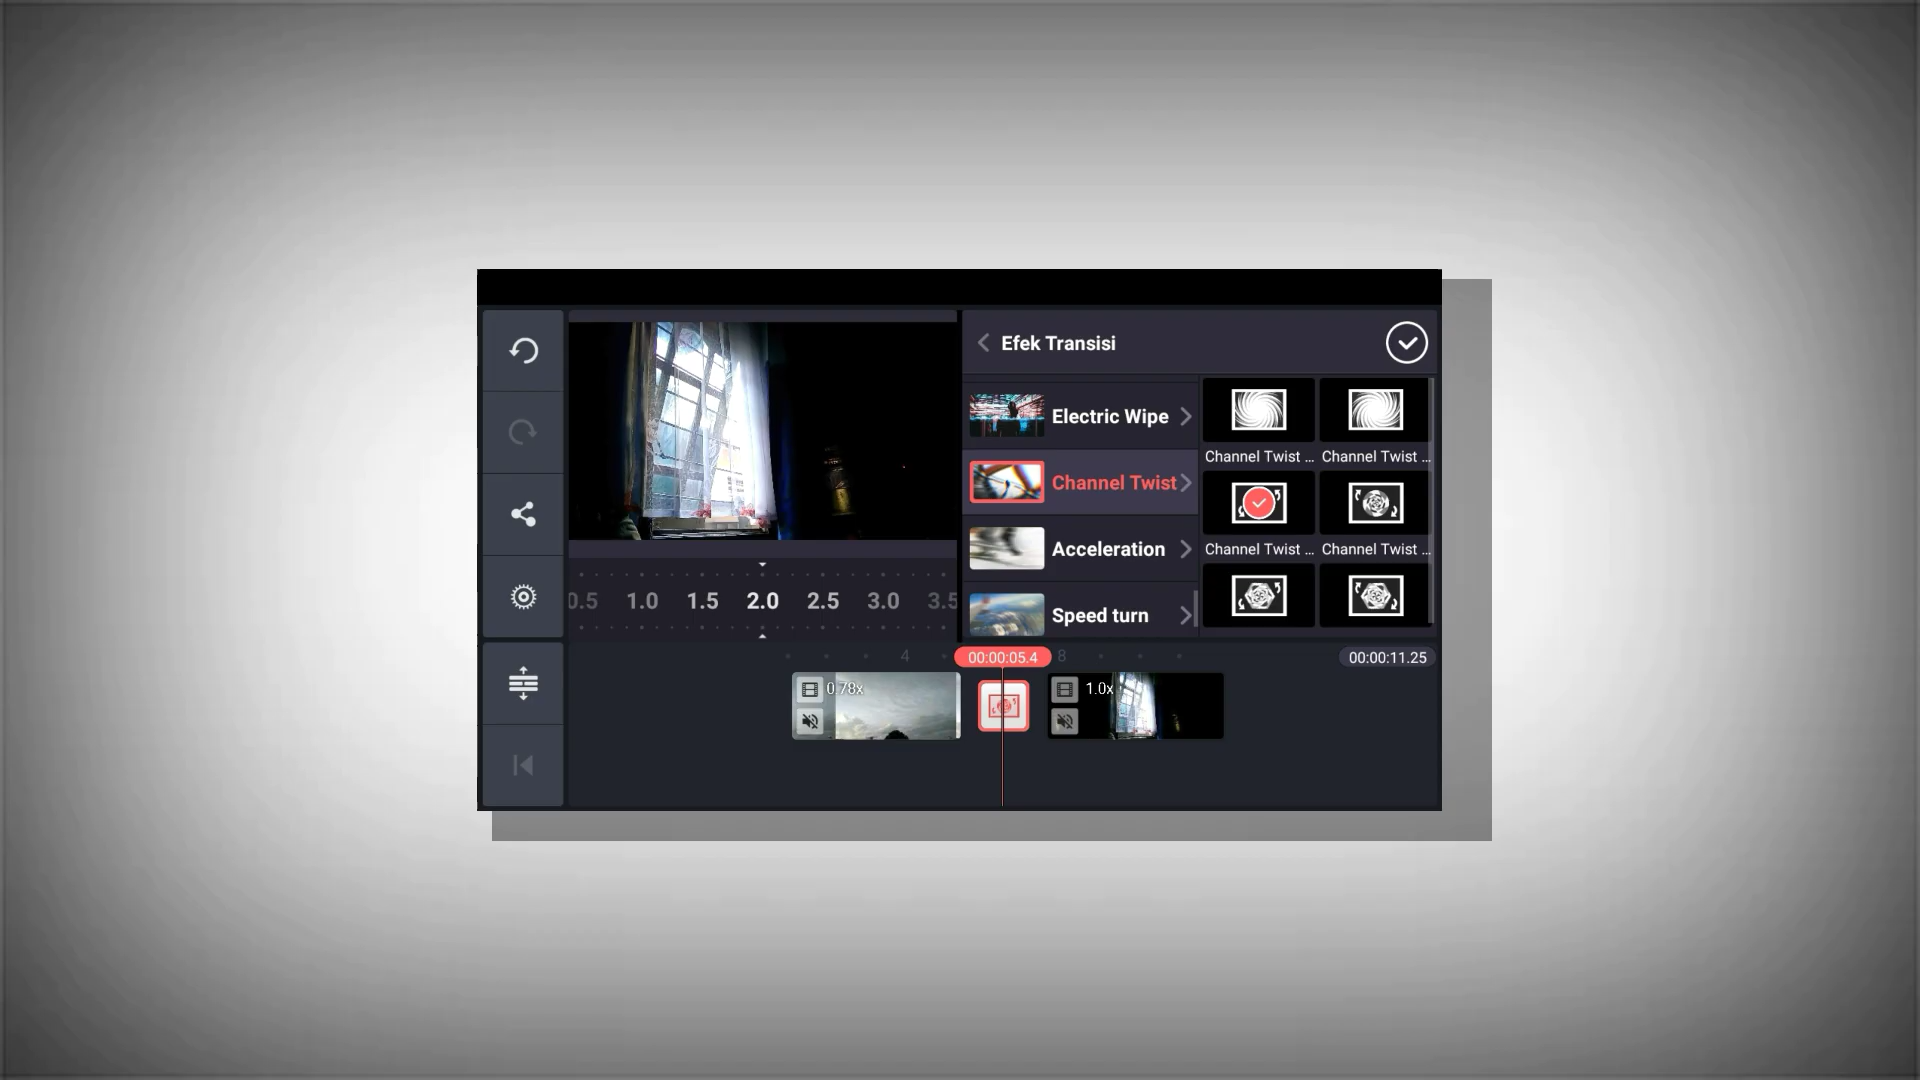 Efek Transisi
Electric Wipe
Channel Twist
Acceleration
Speed turn
Channel Twist ...
Channel Twist ...
Channel Twist ...
Channel Twist ...
0.5 1.0 1.5 2.0 2.5 3.0 3.5
4
00:00:05.4
8
00:00:11.25
0.78x
1.0x